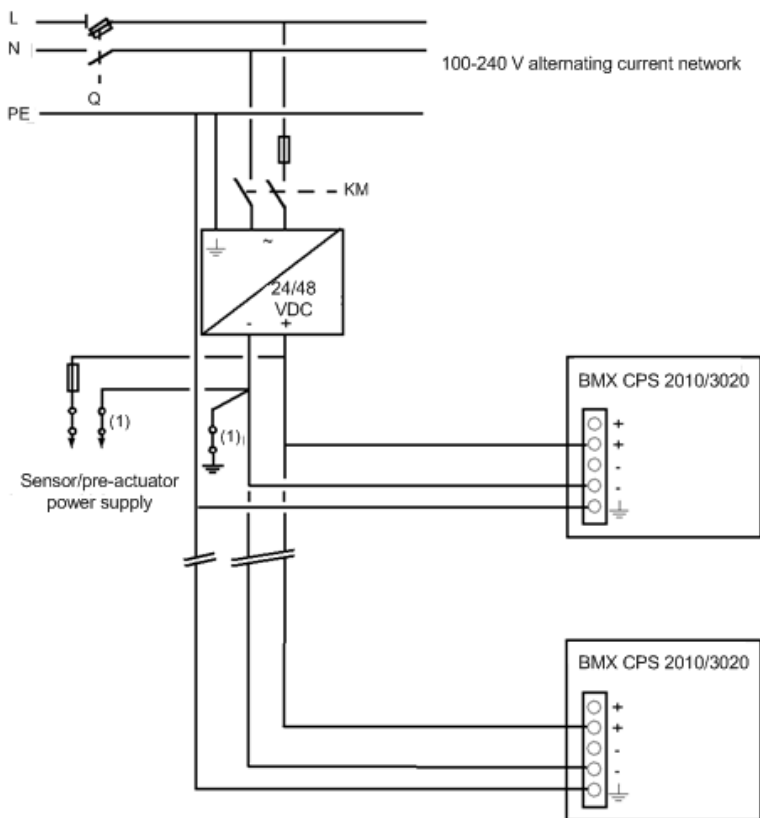 L
N
100-240 V alternating current network
Q
PE
KM
~
24/48
VDC
- +
BMX CPS 2010/3020
+
+
-
-
(1)
(1)
Sensor/pre-actuator
power supply
BMX CPS 2010/3020
+
+
-
-